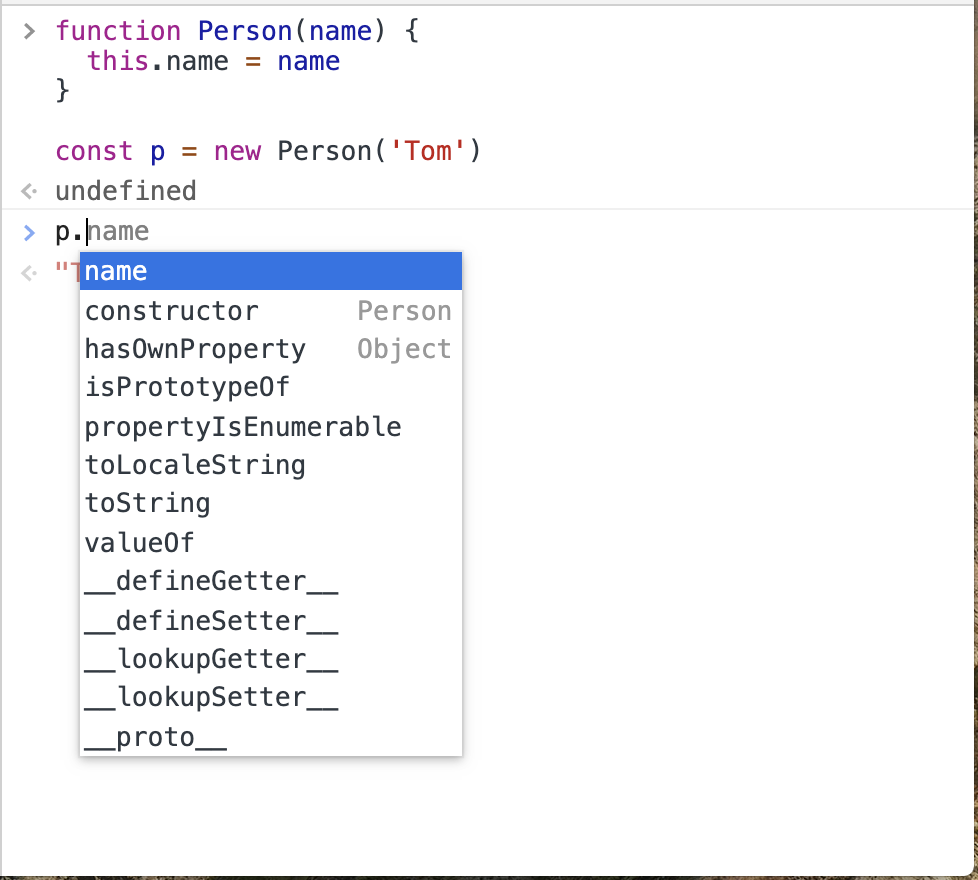 function Person(name) {
this.name = name
}
const p = new Person('Tom')
undefined
p.name
"T
name
constructor Person
hasOwnProperty Object
isPrototypeOf
propertyIsEnumerable
toLocaleString
toString
valueOf
__defineGetter__
__defineSetter__
__lookupGetter__
__lookupSetter__
__proto__